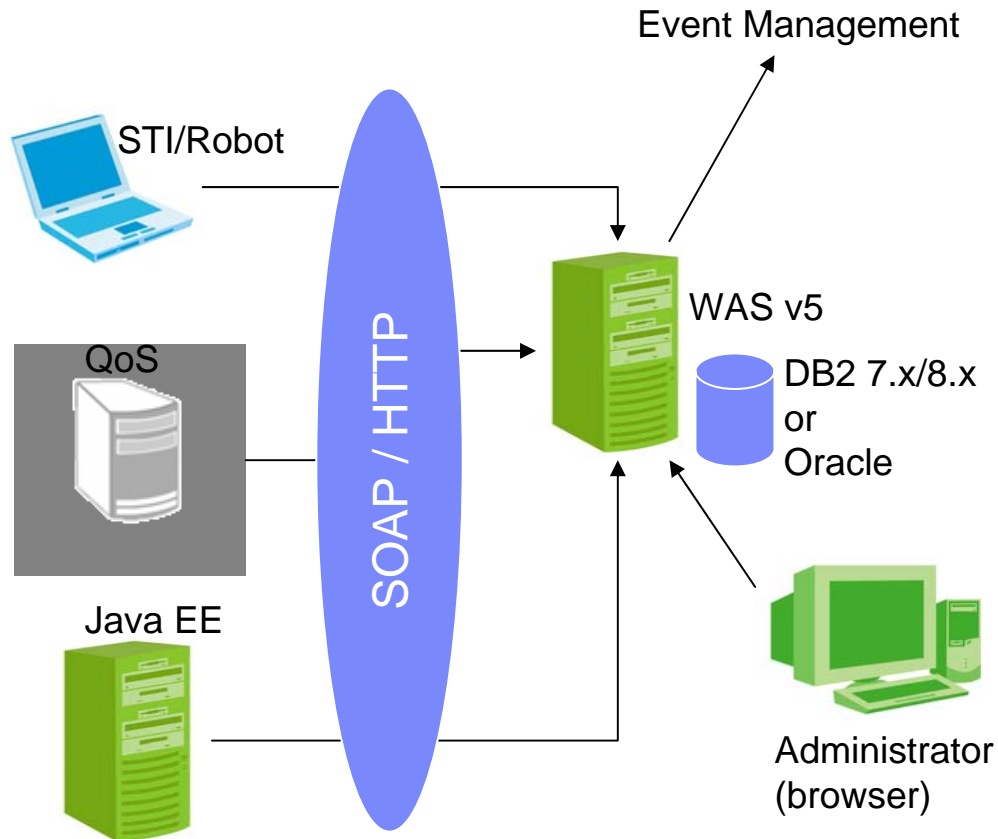 Event Management
STI/Robot
WAS v5
QoS
DB2 7.x/8.x
or
Oracle
SOAP / HTTP
Java EE
Administrator
(browser)